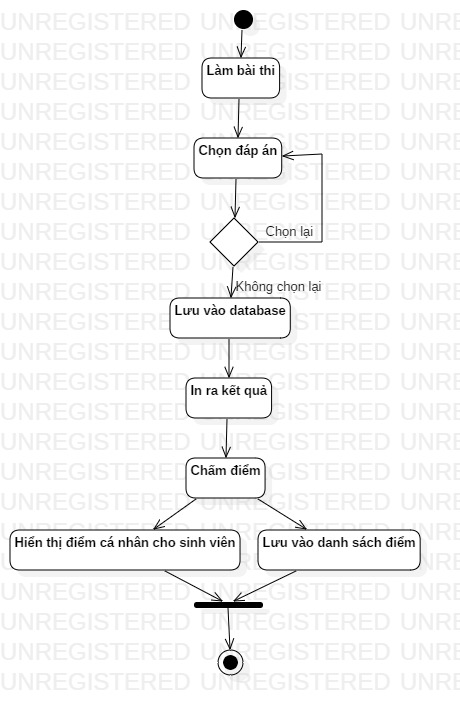 Làm bài thi
Chọn đáp án
Chọn lại
Không chọn lại
Lưu vào database
In ra kết quả
Chấm điểm
Hiển thị điểm cá nhân cho sinh viên
Lưu vào danh sách điểm
UNREGISTERED